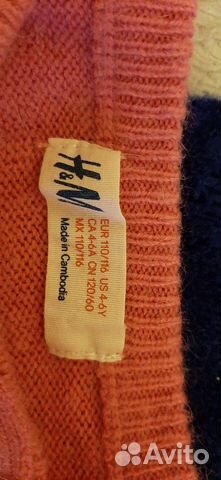 H&M
EUR 110/116 US 4-6Y
CA 4-6A CN 120/60
MX 110/116
Made in Cambodia
Avito